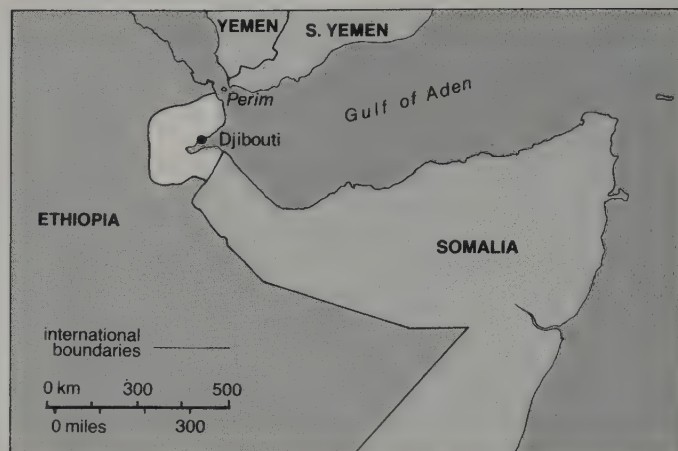 YEMEN
S. YEMEN
Perim
Gulf of Aden
Djibouti
ETHIOPIA
SOMALIA
international
boundaries
0 km 300 500
0 miles 300